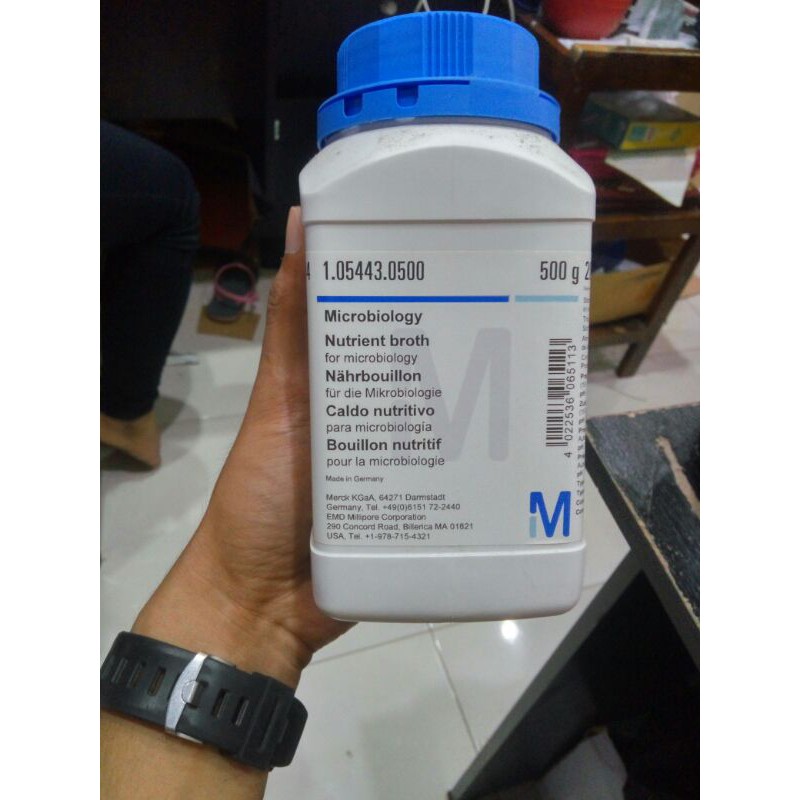 1.05443.0500 500 g
Microbiology
Nutrient broth
for microbiology
Nährbouillon
für die Mikrobiologie
Caldo nutritivo
para microbiología
Bouillon nutritif
pour la microbiologie
Made in Germany
Merck KGaA, 64271 Darmstadt
Germany, Tel. +49(0)6151 72-2440
EMD Millipore Corporation
290 Concord Road, Billerica MA 01821
USA, Tel. +1-978-715-4321
4 022536 065113
M